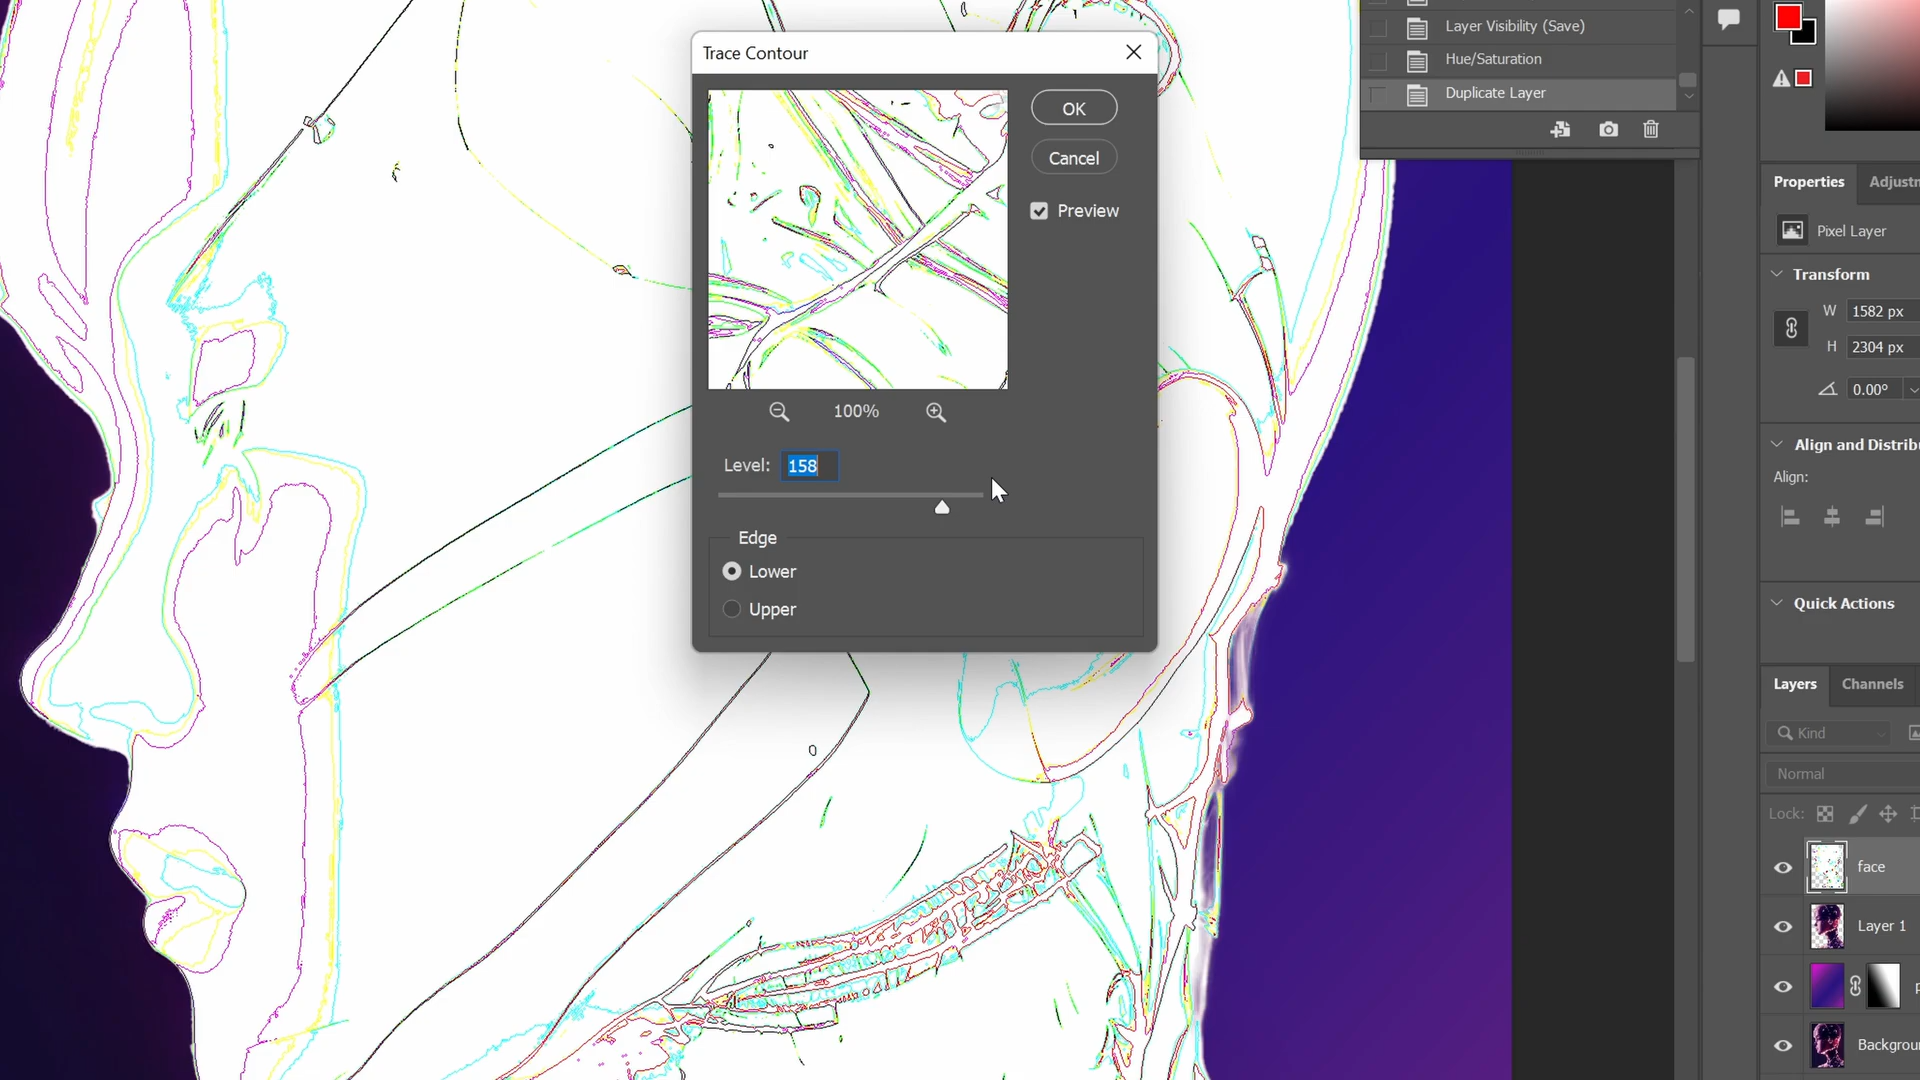 Layer Visibility (Save)
Hue/Saturation
Duplicate Layer
Trace Contour
OK
Cancel
Preview
100%
Level: 158
Edge
Lower
Upper
Properties
Adjustm
Pixel Layer
Transform
W 1582 px
H 2304 px
0.00°
Align and Distribu
Align:
Quick Actions
Layers
Channels
Kind
Normal
Lock:
face
Layer 1
p
Backgrou